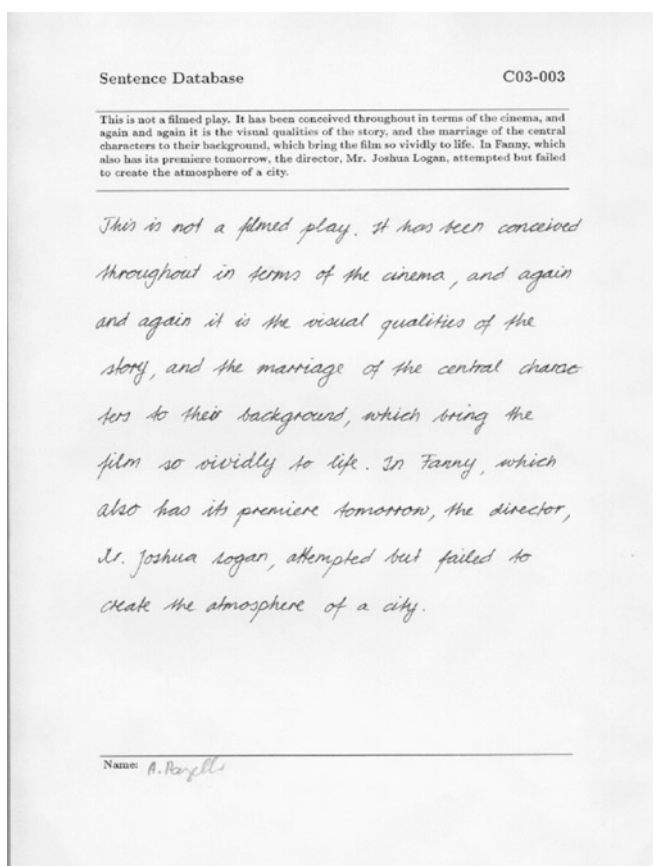 Sentence Database C03-003
This is not a filmed play. It has been conceived throughout in terms of the cinema, and
again and again it is the visual qualities of the story, and the marriage of the central
characters to their background, which bring the film so vividly to life. In Fanny, which
also has its premiere tomorrow, the director, Mr. Joshua Logan, attempted but failed
to create the atmosphere of a city.
This is not a filmed play. It has been conceived
throughout in terms of the cinema, and again
and again it is the visual qualities of the
story, and the marriage of the central charac-
ters to their background, which bring the
film so vividly to life. In Fanny, which
also has its premiere tomorrow, the director,
Mr. Joshua Logan, attempted but failed to
create the atmosphere of a city.
Name: A.